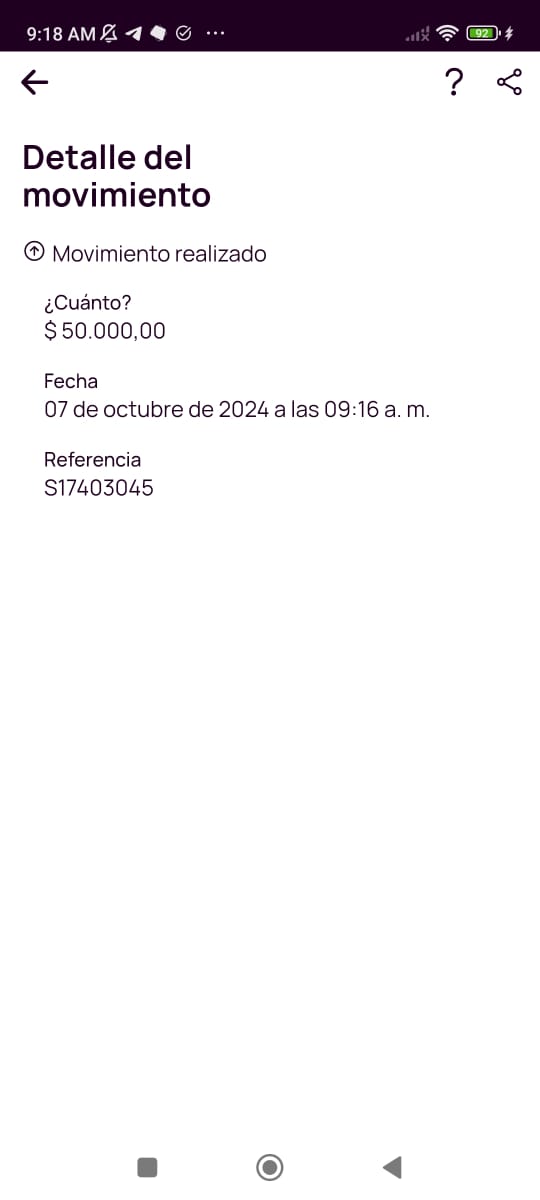 9:18 AM
92
?
Detalle del
movimiento
Movimiento realizado
¿Cuánto?
$ 50.000,00
Fecha
07 de octubre de 2024 a las 09:16 a. m.
Referencia
S17403045